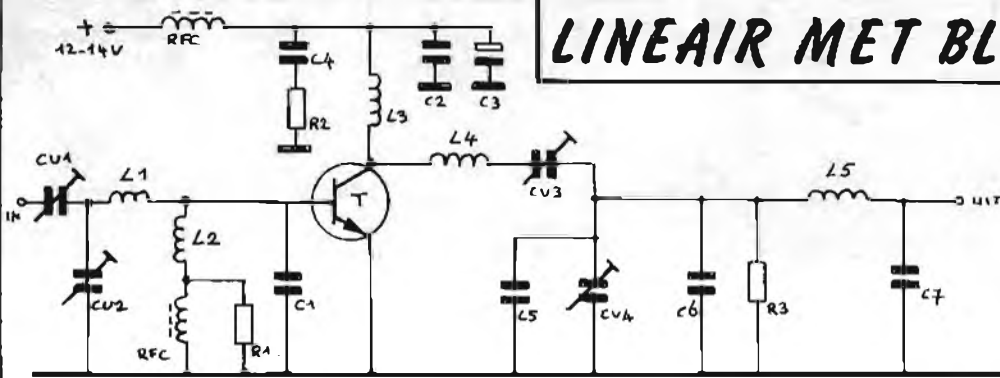 LINEAIR MET BL
+
12-14V
RFC
C4
R2
L3
C2
C3
L4
CV3
CV1
L1
IN
T
L5
UIT
L2
CV2
RFC
R1
C1
C5
CV4
C6
R3
C7